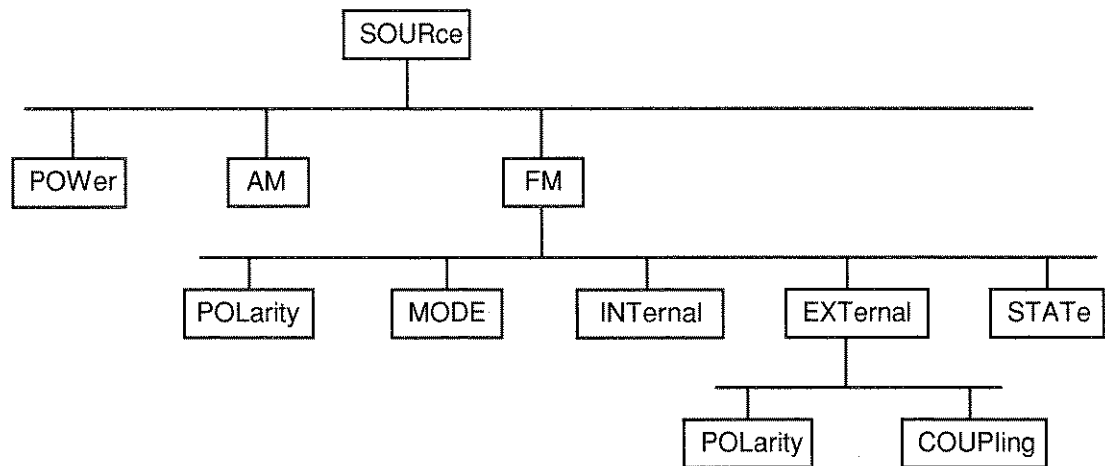 SOURce
POWer AM FM
POLarity MODE INTernal EXTernal STATe
POLarity COUPling